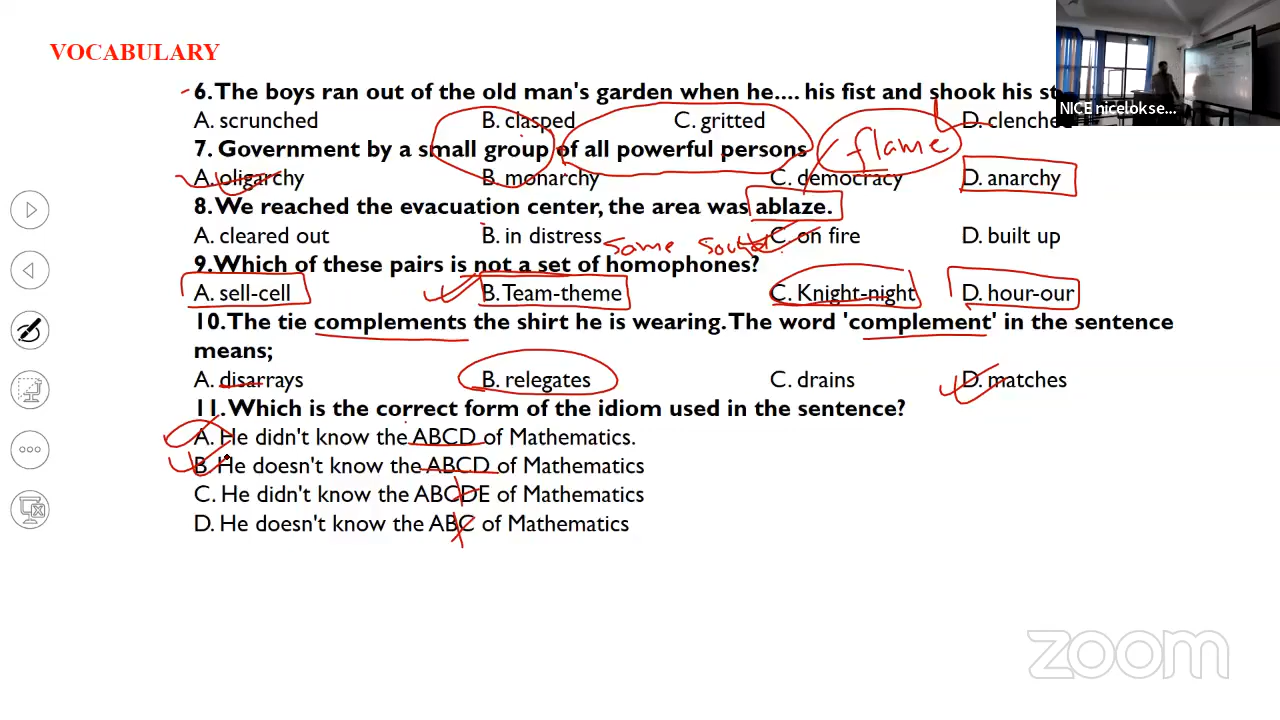 VOCABULARY
6. The boys ran out of the old man's garden when he.... his fist and shook his
NICE nicelokse...
A. scrunched B. clasped C. gritted D. clenched
7. Government by a small group of all powerful persons
flame
A. oligarchy B. monarchy C. democracy D. anarchy
8. We reached the evacuation center, the area was ablaze.
A. cleared out B. in distress C. on fire D. built up
Same sound
9. Which of these pairs is not a set of homophones?
A. sell-cell B. Team-theme C. Knight-night D. hour-our
10. The tie complements the shirt he is wearing. The word 'complement' in the sentence
means;
A. disarrays B. relegates C. drains D. matches
11. Which is the correct form of the idiom used in the sentence?
A. He didn't know the ABCD of Mathematics.
B. He doesn't know the ABCD of Mathematics
C. He didn't know the ABCDE of Mathematics
D. He doesn't know the ABC of Mathematics
zoom